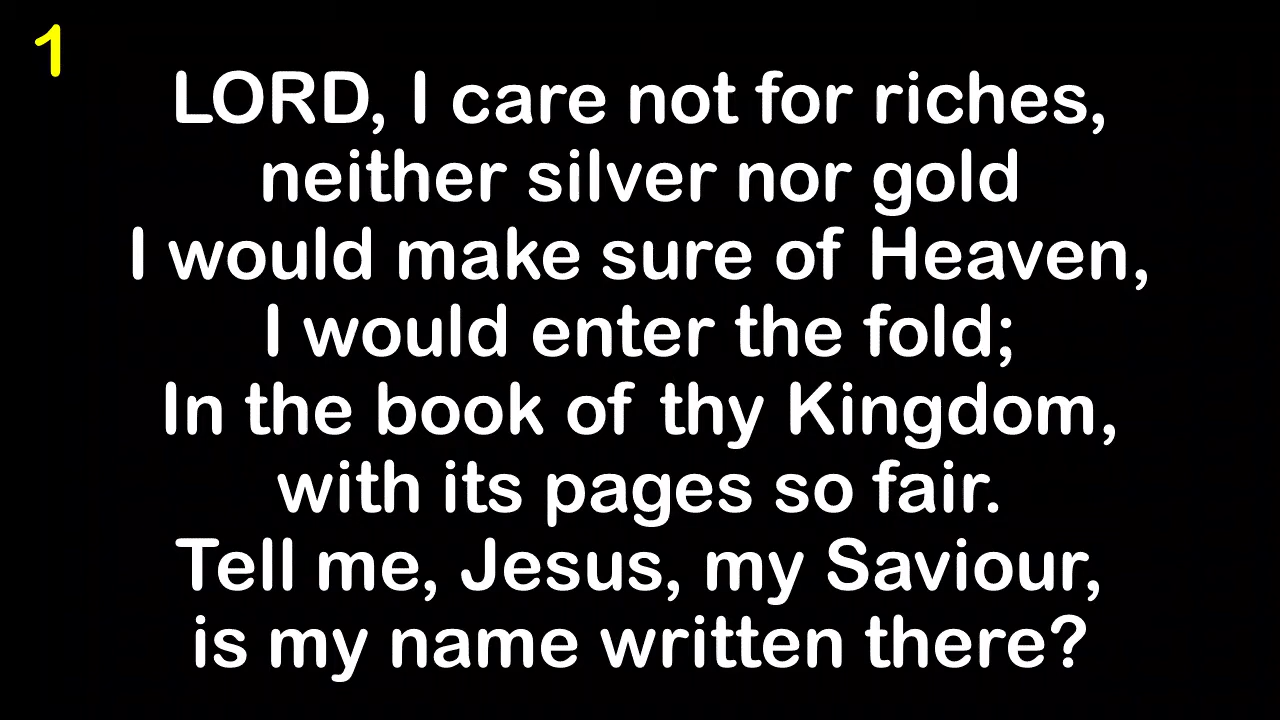 1
LORD, I care not for riches,
neither silver nor gold
I would make sure of Heaven,
I would enter the fold;
In the book of thy Kingdom,
with its pages so fair.
Tell me, Jesus, my Saviour,
is my name written there?